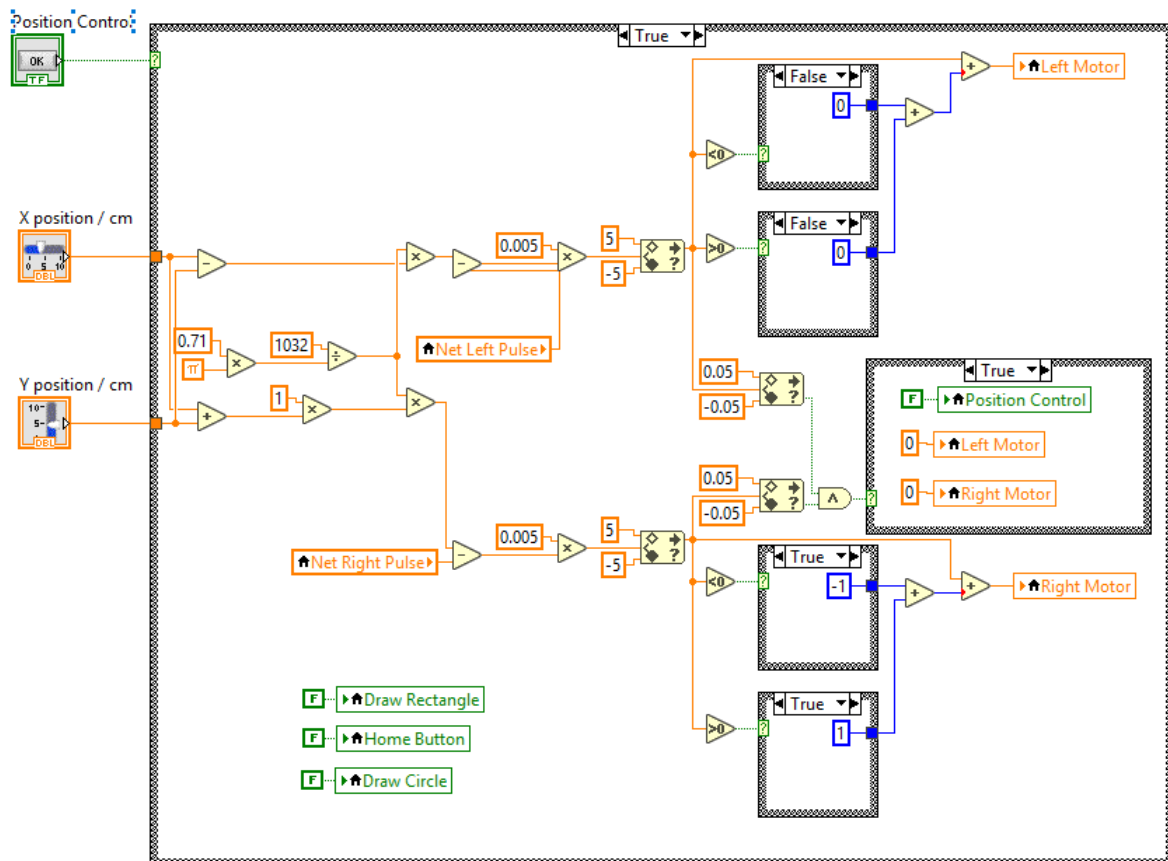 Position Control
OK
TF
True
False
0
+
+
Left Motor
<0
?
?
X position / cm
0 5 10
DBL
-
×
-
0.005
×
5
-5
?
False
0
>0
?
0.71
π
×
1032
÷
Net Left Pulse
Y position / cm
10-
5-
DBL
+
1
×
×
0.05
-0.05
?
True
F
Position Control
0
Left Motor
0
Right Motor
0.05
-0.05
?
∧
?
Net Right Pulse
-
0.005
×
5
-5
?
True
-1
<0
?
+
+
Right Motor
True
1
>0
?
F
Draw Rectangle
F
Home Button
F
Draw Circle